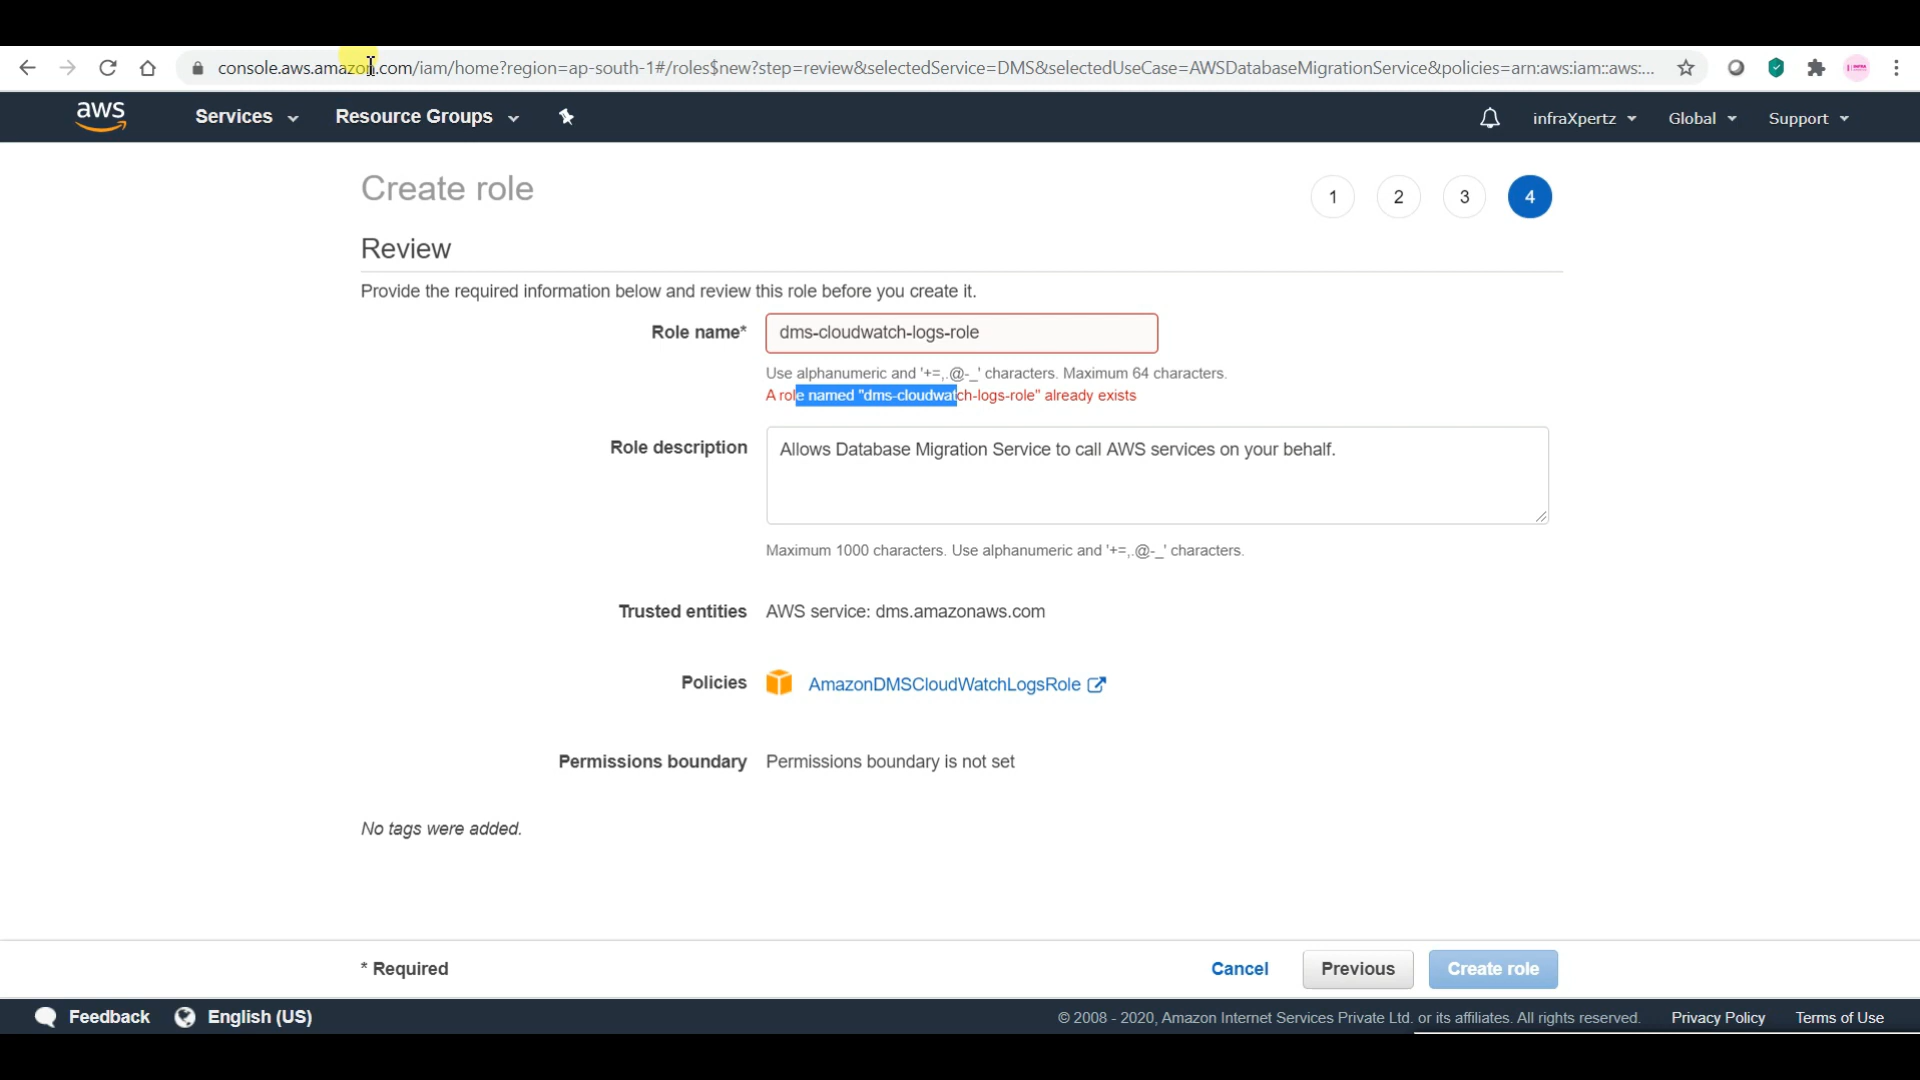 console.aws.amazon.com/iam/home?region=ap-south-1#/roles$new?step=review&selectedService=DMS&selectedUseCase=AWSDatabaseMigrationService&policies=arn:aws:iam::aws:...
aws Services Resource Groups infraXpertz Global Support
Create role 1 2 3 4
Review
Provide the required information below and review this role before you create it.
Role name* dms-cloudwatch-logs-role
Use alphanumeric and '+=,.@-_' characters. Maximum 64 characters.
A role named "dms-cloudwatch-logs-role" already exists
Role description Allows Database Migration Service to call AWS services on your behalf.
Maximum 1000 characters. Use alphanumeric and '+=,.@-_' characters.
Trusted entities AWS service: dms.amazonaws.com
Policies AmazonDMSCloudWatchLogsRole
Permissions boundary Permissions boundary is not set
No tags were added.
* Required Cancel Previous Create role
Feedback English (US) © 2008 - 2020, Amazon Internet Services Private Ltd. or its affiliates. All rights reserved. Privacy Policy Terms of Use